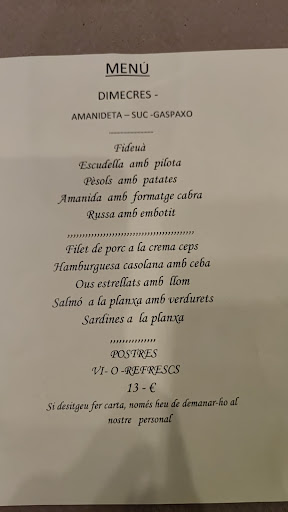 MENÚ
DIMECRES -
AMANIDETA – SUC -GASPAXO
---------------
Fideuà
Escudella amb pilota
Pèsols amb patates
Amanida amb formatge cabra
Russa amb embotit
,,,,,,,,,,,,,,,,,,,,,,,,,,,,,,,,,,,,,,,,,,
Filet de porc a la crema ceps
Hamburguesa casolana amb ceba
Ous estrellats amb llom
Salmó a la planxa amb verdurets
Sardines a la planxa
,,,,,,,,,,,,,,,
POSTRES
VI- O -REFRESCS
13 - €
Si desitgeu fer carta, només heu de demanar-ho al
nostre personal